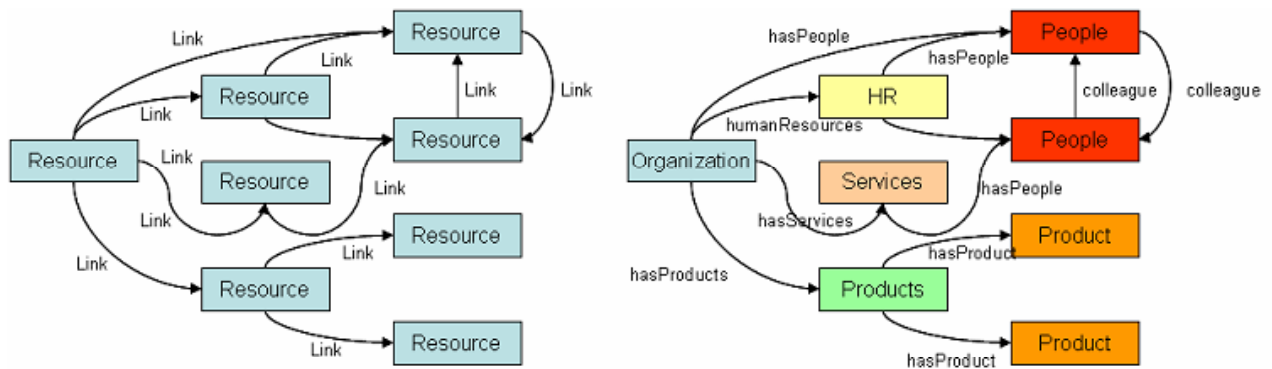 Link
Resource
Link
Resource
Link
Link
Link
Resource
Link
Resource
Resource
Link
Link
Resource
Link
Link
Resource
Link
Resource
hasPeople
People
hasPeople
HR
colleague
colleague
humanResources
People
Organization
Services
hasPeople
hasServices
Product
hasProduct
hasProducts
Products
Product
hasProduct